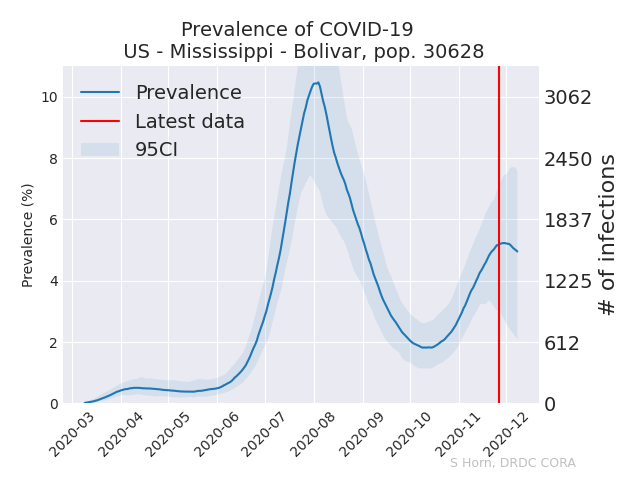 Prevalence of COVID-19
US - Mississippi - Bolivar, pop. 30628
Prevalence
Latest data
95CI
Prevalence (%)
10
8
6
4
2
0
3062
2450
1837
1225
612
0
# of infections
2020-03
2020-04
2020-05
2020-06
2020-07
2020-08
2020-09
2020-10
2020-11
2020-12
S Horn, DRDC CORA